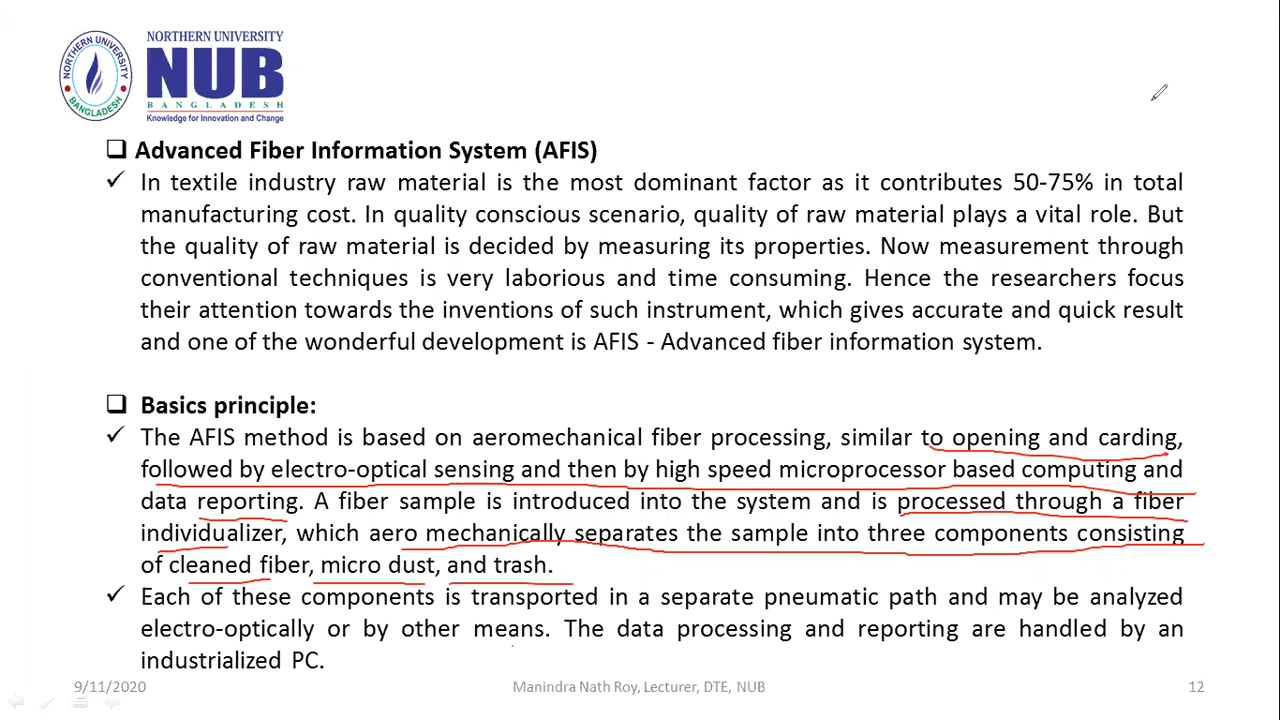 NORTHERN UNIVERSITY
BANGLADESH
NORTHERN UNIVERSITY
NUB
BANGLADESH
Knowledge for Innovation and Change
Advanced Fiber Information System (AFIS)
In textile industry raw material is the most dominant factor as it contributes 50-75% in total
manufacturing cost. In quality conscious scenario, quality of raw material plays a vital role. But
the quality of raw material is decided by measuring its properties. Now measurement through
conventional techniques is very laborious and time consuming. Hence the researchers focus
their attention towards the inventions of such instrument, which gives accurate and quick result
and one of the wonderful development is AFIS - Advanced fiber information system.
Basics principle:
The AFIS method is based on aeromechanical fiber processing, similar to opening and carding,
followed by electro-optical sensing and then by high speed microprocessor based computing and
data reporting. A fiber sample is introduced into the system and is processed through a fiber
individualizer, which aero mechanically separates the sample into three components consisting
of cleaned fiber, micro dust, and trash.
Each of these components is transported in a separate pneumatic path and may be analyzed
electro-optically or by other means. The data processing and reporting are handled by an
industrialized PC.
9/11/2020
Manindra Nath Roy, Lecturer, DTE, NUB
12